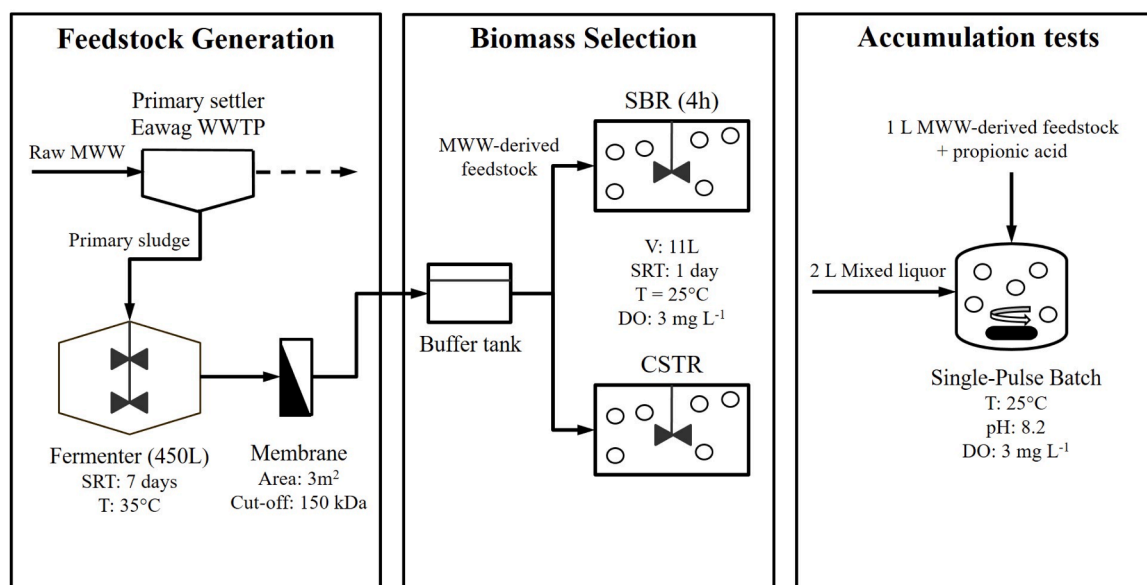 Feedstock Generation
Primary settler
Eawag WWTP
Raw MWW
Primary sludge
Fermenter (450L)
SRT: 7 days
T: 35°C
Membrane
Area: 3m²
Cut-off: 150 kDa
Biomass Selection
SBR (4h)
MWW-derived
feedstock
V: 11L
SRT: 1 day
T = 25°C
DO: 3 mg L⁻¹
Buffer tank
CSTR
Accumulation tests
1 L MWW-derived feedstock
+ propionic acid
2 L Mixed liquor
Single-Pulse Batch
T: 25°C
pH: 8.2
DO: 3 mg L⁻¹